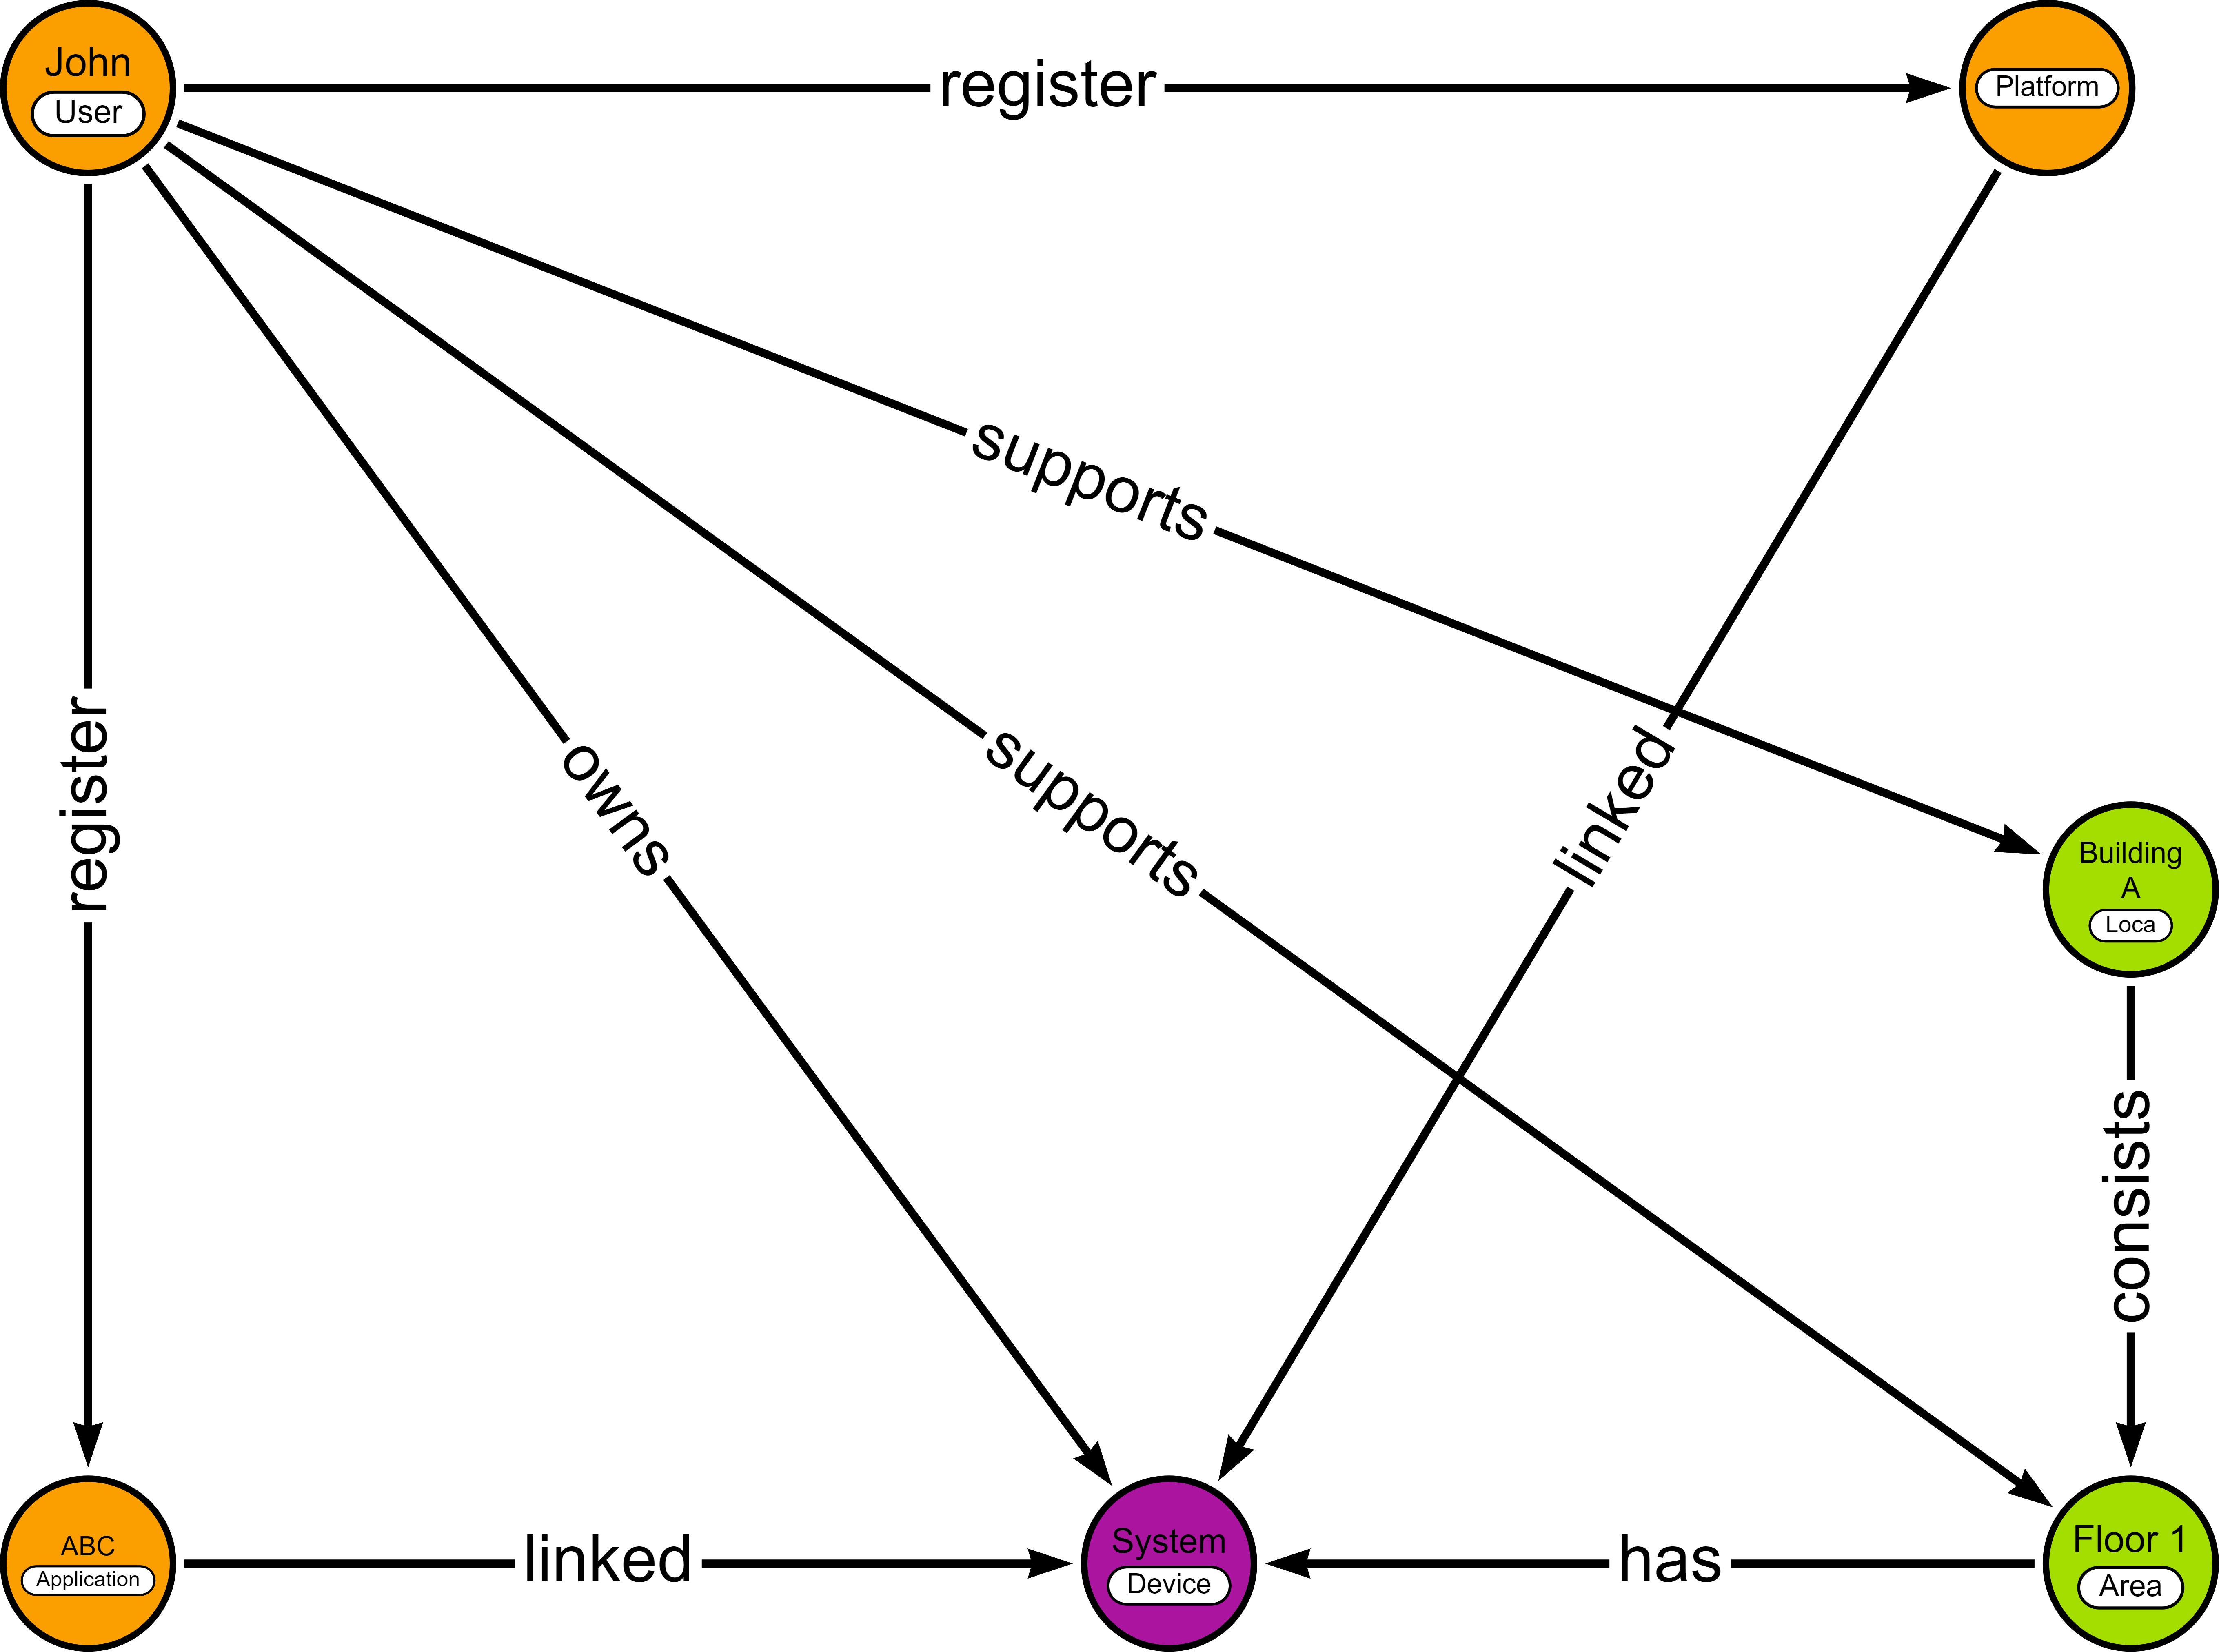 John
User
register
Platform
supports
register
owns
supports
linked
Building
A
Loca
consists
ABC
Application
linked
System
Device
has
Floor 1
Area